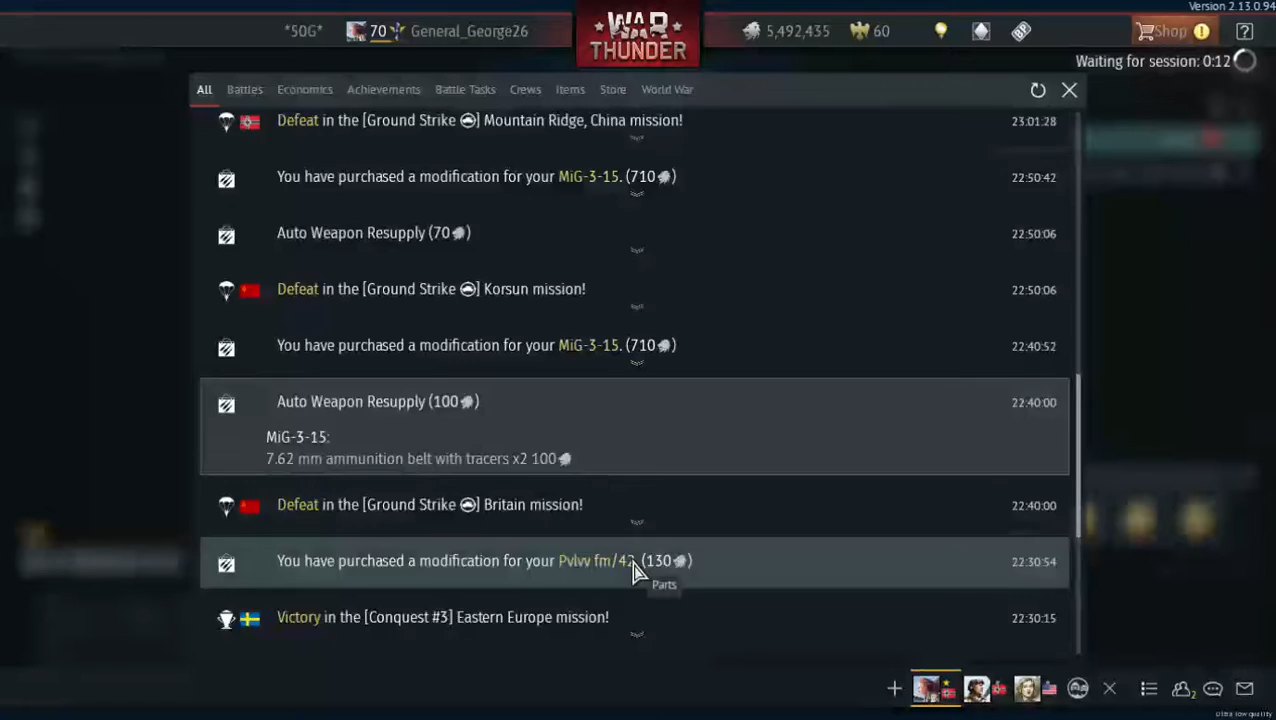 Version 2.13.0.94
*50G* 70 General_George26 WAR THUNDER 5,492,435 60 Shop ?
Waiting for session: 0:12
All Battles Economics Achievements Battle Tasks Crews Items Store World War
Defeat in the [Ground Strike] Mountain Ridge, China mission! 23:01:28
You have purchased a modification for your MiG-3-15. (710) 22:50:42
Auto Weapon Resupply (70) 22:50:06
Defeat in the [Ground Strike] Korsun mission! 22:50:06
You have purchased a modification for your MiG-3-15. (710) 22:40:52
Auto Weapon Resupply (100) 22:40:00
MiG-3-15:
7.62 mm ammunition belt with tracers x2 100
Defeat in the [Ground Strike] Britain mission! 22:40:00
You have purchased a modification for your Pvlvv fm/42. (130) 22:30:54
Parts
Victory in the [Conquest #3] Eastern Europe mission! 22:30:15
2
Ultra low quality